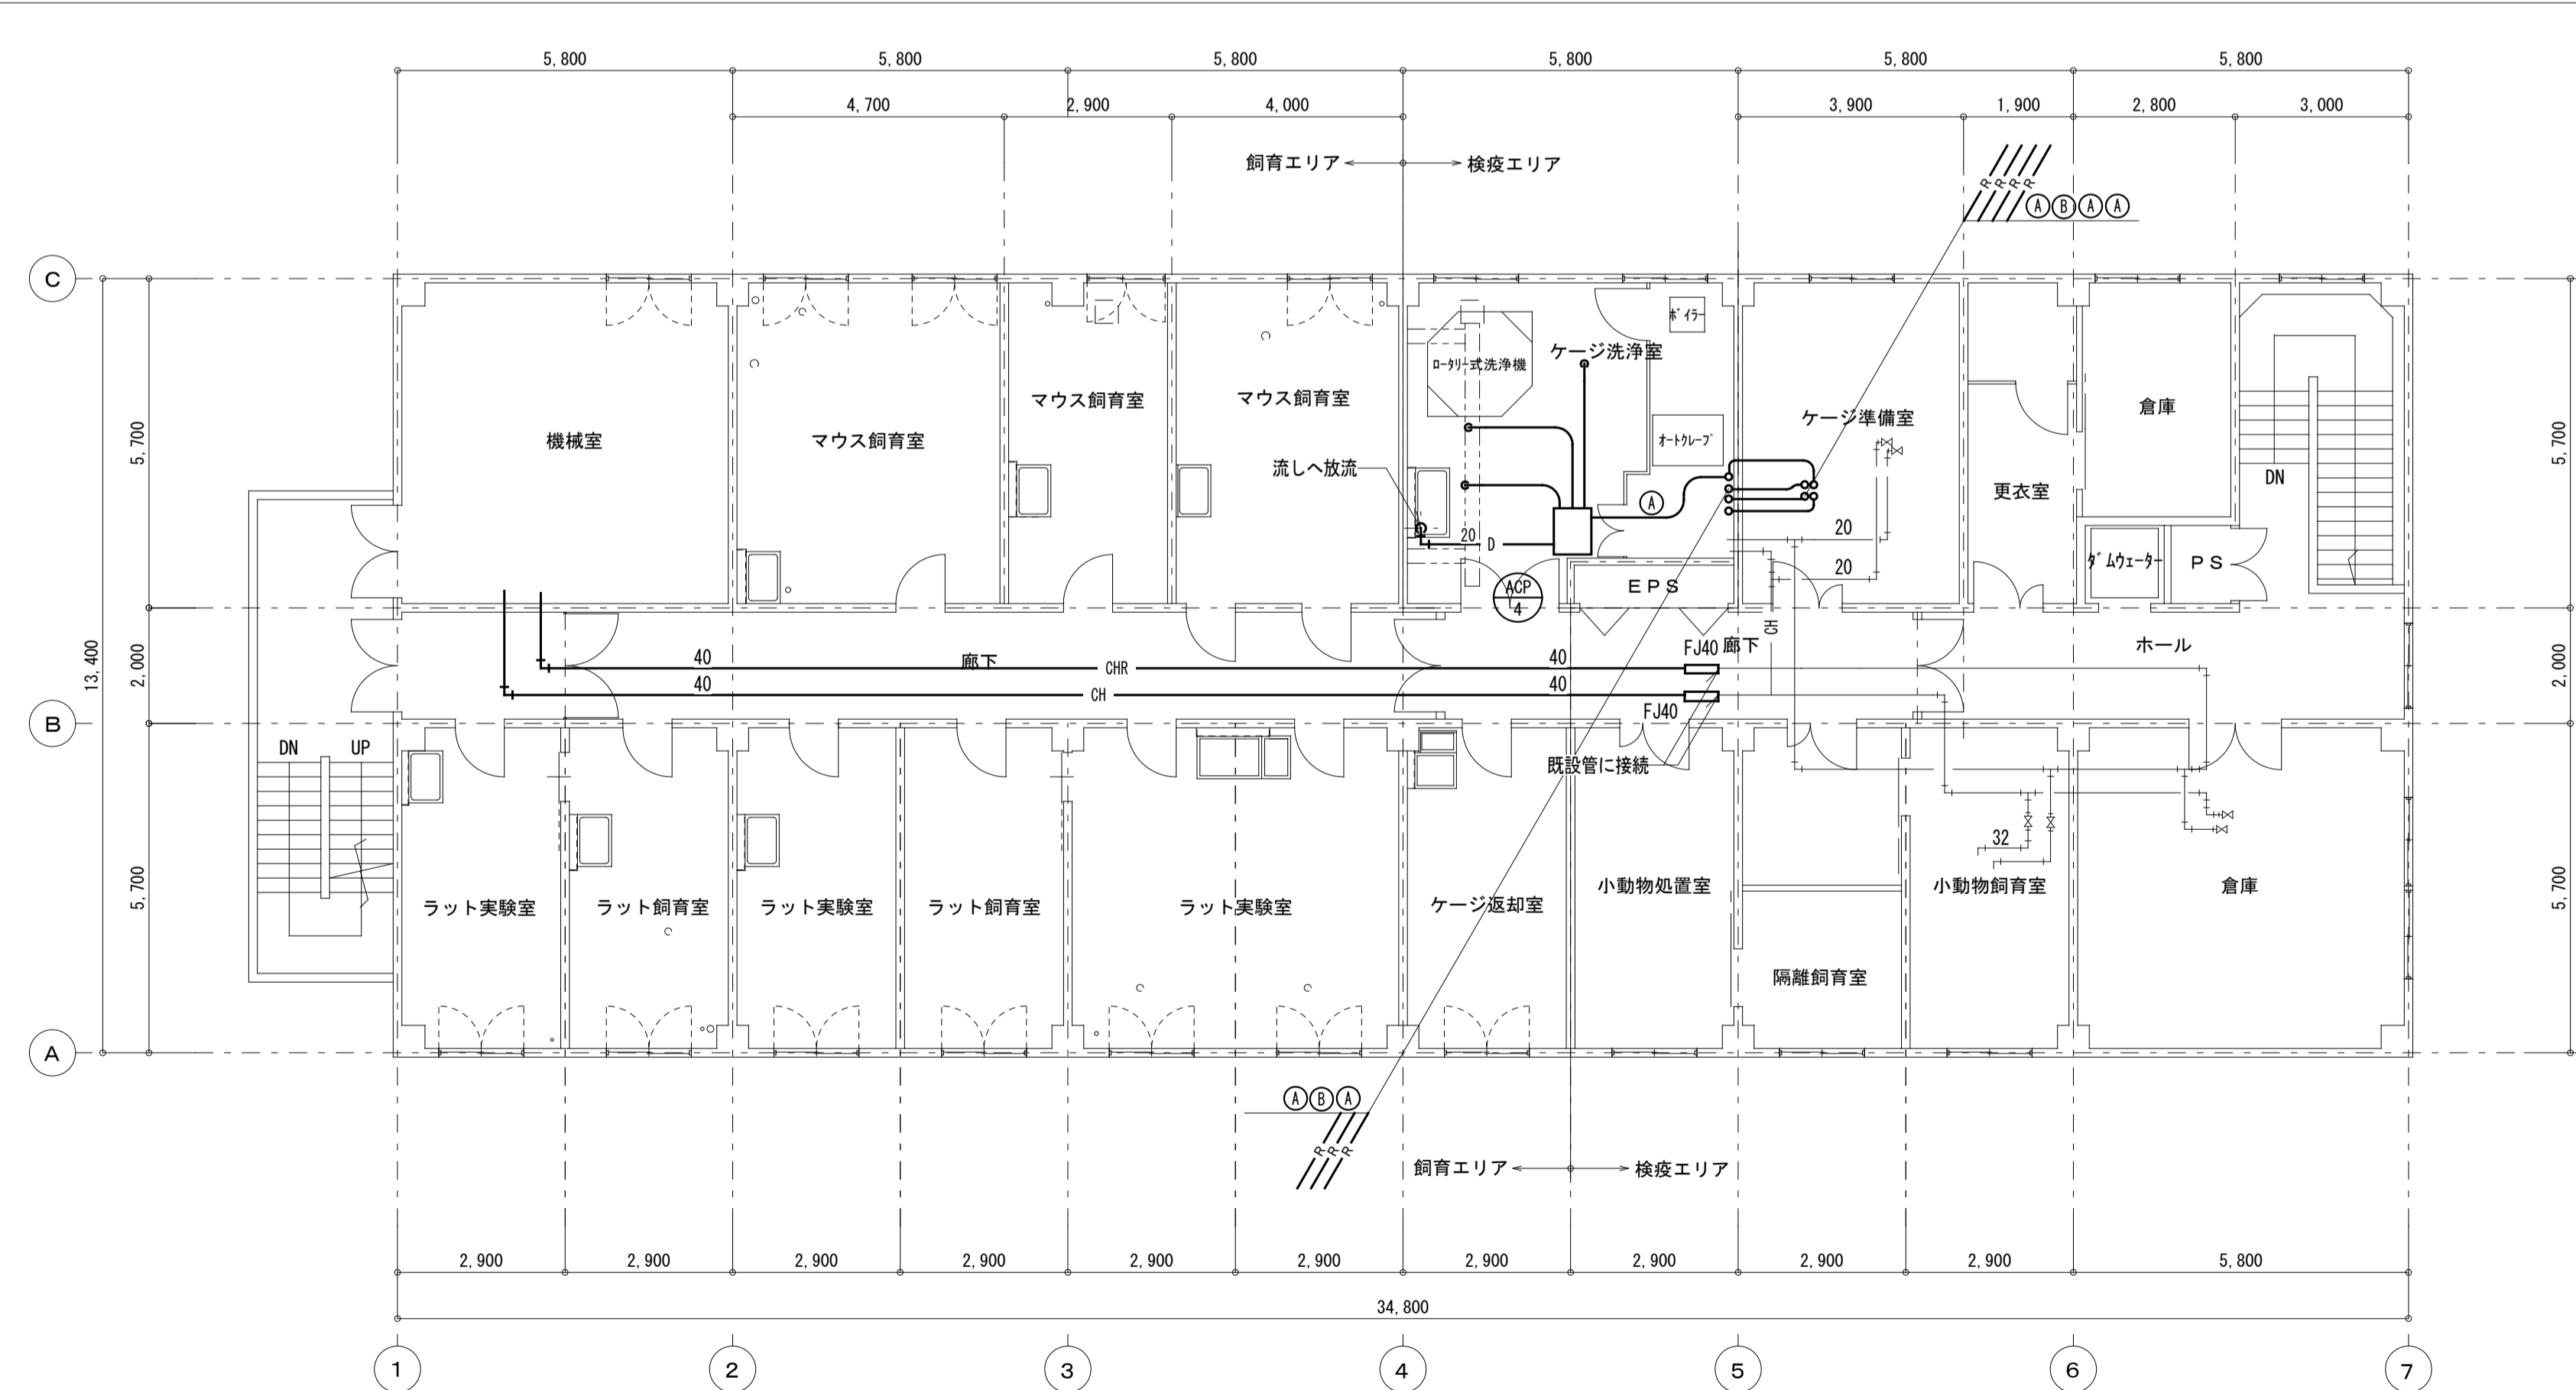 5,800 5,800 5,800 5,800 5,800 5,800
4,700 2,900 4,000 3,900 1,900 2,800 3,000
飼育エリア 検疫エリア
R R R R
A B A A
C
ボイラー
ロータリー式洗浄機
ケージ洗浄室
マウス飼育室
マウス飼育室
ケージ準備室
倉庫
機械室
マウス飼育室
オートクレーブ
流しへ放流
DN
更衣室
A
5,700
5,700
20 D
20
20
ダムウェーター
PS
ACP
4
EPS
CH
13,400
2,000
2,000
ホール
40 廊下 CHR 40 FJ40 廊下
40 CH 40
FJ40
B
DN UP
既設管に接続
32
5,700
5,700
ラット実験室 ラット飼育室 ラット実験室 ラット飼育室 ラット実験室 ケージ返却室 小動物処置室 小動物飼育室 倉庫
隔離飼育室
A
A B A
R R R
飼育エリア 検疫エリア
2,900 2,900 2,900 2,900 2,900 2,900 2,900 2,900 2,900 2,900 5,800
34,800
1 2 3 4 5 6 7